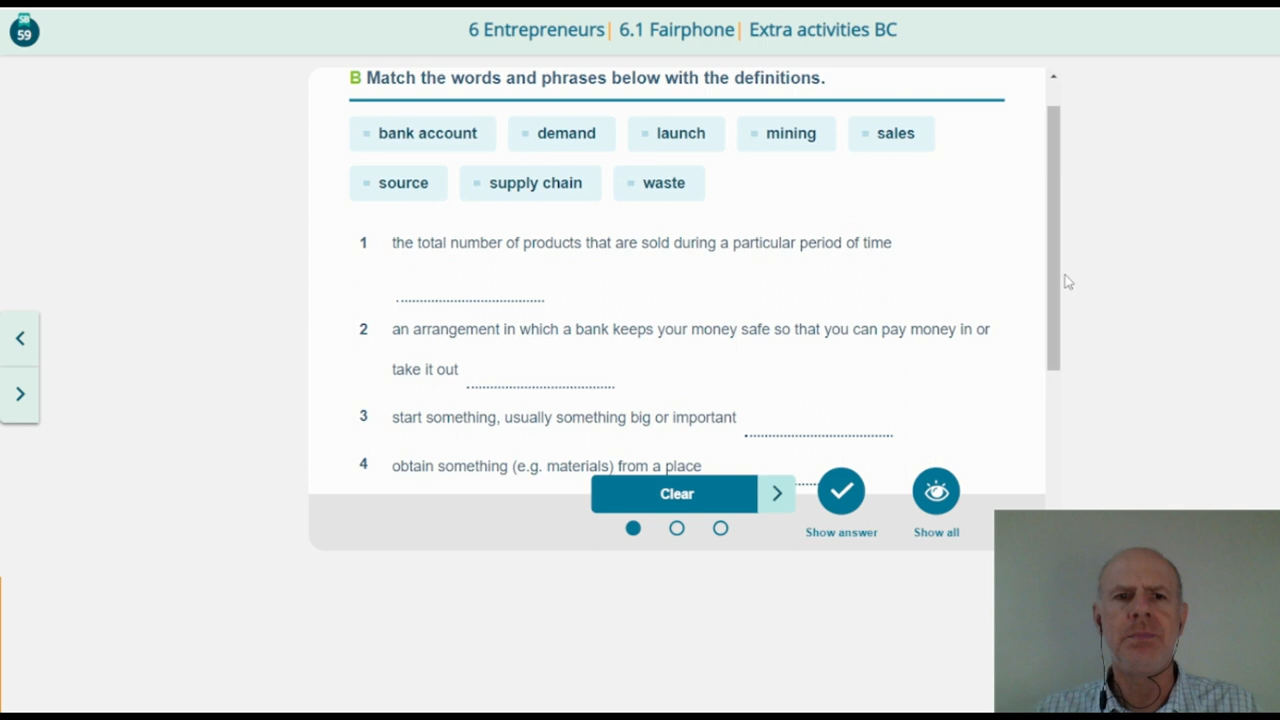 SB
59
6 Entrepreneurs| 6.1 Fairphone| Extra activities BC
B Match the words and phrases below with the definitions.
bank account
demand
launch
mining
sales
source
supply chain
waste
1 the total number of products that are sold during a particular period of time
2 an arrangement in which a bank keeps your money safe so that you can pay money in or
take it out
3 start something, usually something big or important
4 obtain something (e.g. materials) from a place
Clear
Show answer
Show all